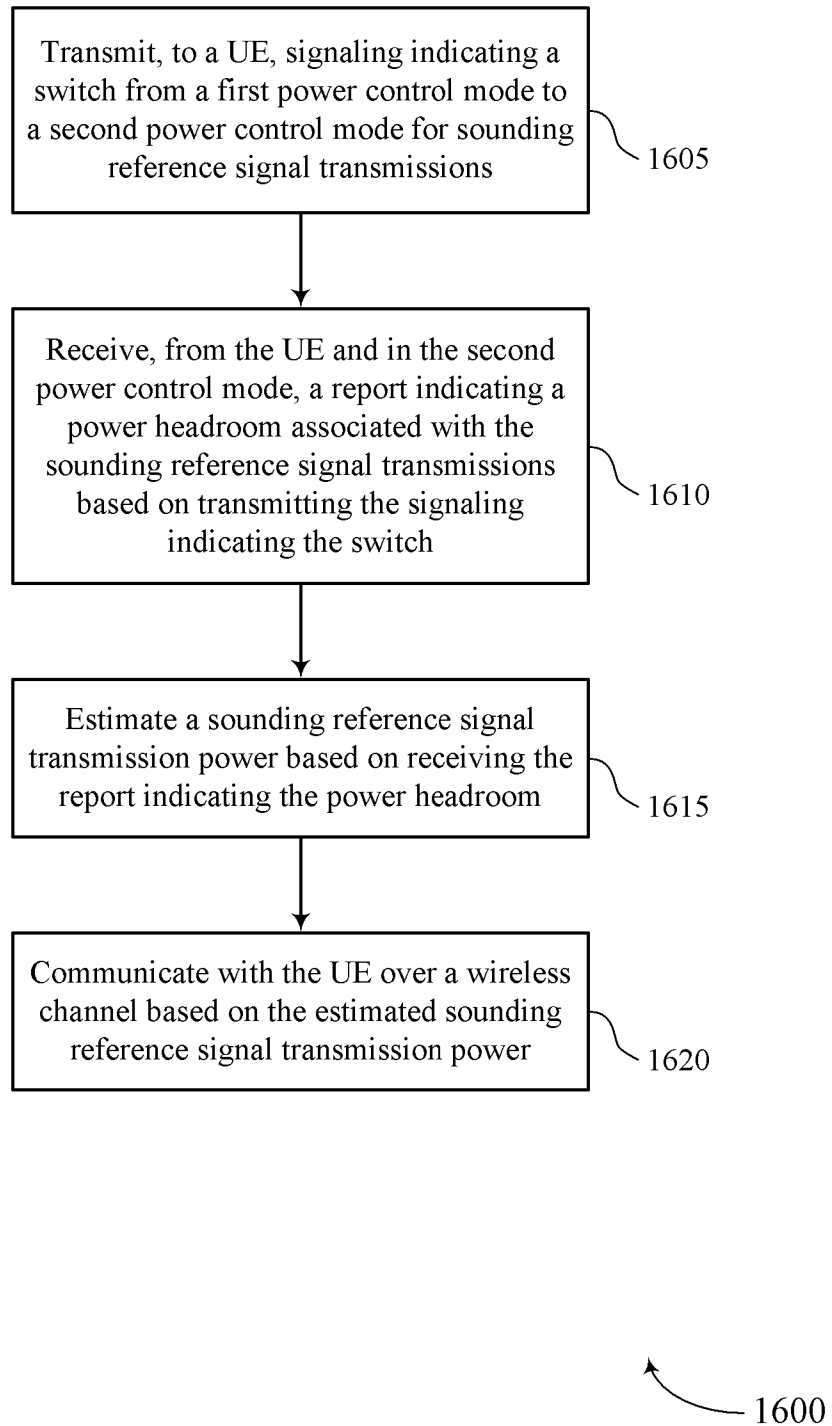 Transmit, to a UE, signaling indicating a
switch from a first power control mode to
a second power control mode for sounding
reference signal transmissions
1605
Receive, from the UE and in the second
power control mode, a report indicating a
power headroom associated with the
sounding reference signal transmissions
based on transmitting the signaling
indicating the switch
1610
Estimate a sounding reference signal
transmission power based on receiving the
report indicating the power headroom
1615
Communicate with the UE over a wireless
channel based on the estimated sounding
reference signal transmission power
1620
1600